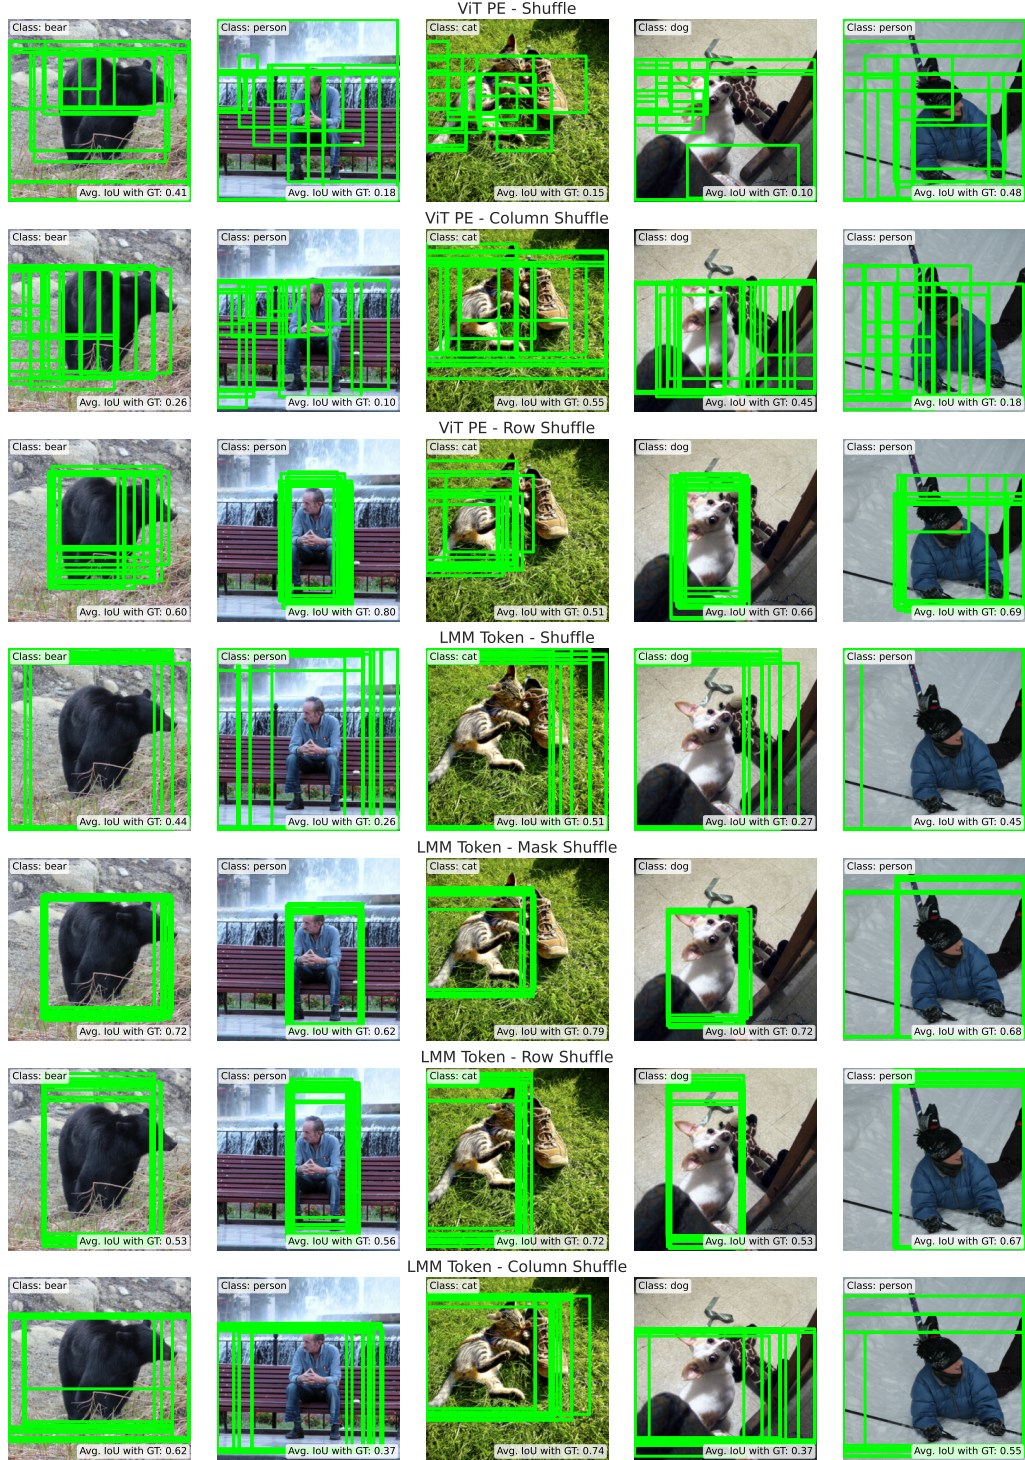 ViT PE - Shuffle
Class: bear
Class: person
Class: cat
Class: dog
Class: person
Avg. IoU with GT: 0.41
Avg. IoU with GT: 0.18
Avg. IoU with GT: 0.15
Avg. IoU with GT: 0.10
Avg. IoU with GT: 0.48
ViT PE - Column Shuffle
Class: bear
Class: person
Class: cat
Class: dog
Class: person
Avg. IoU with GT: 0.26
Avg. IoU with GT: 0.10
Avg. IoU with GT: 0.55
Avg. IoU with GT: 0.45
Avg. IoU with GT: 0.18
ViT PE - Row Shuffle
Class: bear
Class: person
Class: cat
Class: dog
Class: person
Avg. IoU with GT: 0.60
Avg. IoU with GT: 0.80
Avg. IoU with GT: 0.51
Avg. IoU with GT: 0.66
Avg. IoU with GT: 0.69
LMM Token - Shuffle
Class: bear
Class: person
Class: cat
Class: dog
Class: person
Avg. IoU with GT: 0.44
Avg. IoU with GT: 0.26
Avg. IoU with GT: 0.51
Avg. IoU with GT: 0.27
Avg. IoU with GT: 0.45
LMM Token - Mask Shuffle
Class: bear
Class: person
Class: cat
Class: dog
Class: person
Avg. IoU with GT: 0.72
Avg. IoU with GT: 0.62
Avg. IoU with GT: 0.79
Avg. IoU with GT: 0.72
Avg. IoU with GT: 0.68
LMM Token - Row Shuffle
Class: bear
Class: person
Class: cat
Class: dog
Class: person
Avg. IoU with GT: 0.53
Avg. IoU with GT: 0.56
Avg. IoU with GT: 0.72
Avg. IoU with GT: 0.53
Avg. IoU with GT: 0.67
LMM Token - Column Shuffle
Class: bear
Class: person
Class: cat
Class: dog
Class: person
Avg. IoU with GT: 0.62
Avg. IoU with GT: 0.37
Avg. IoU with GT: 0.74
Avg. IoU with GT: 0.37
Avg. IoU with GT: 0.55